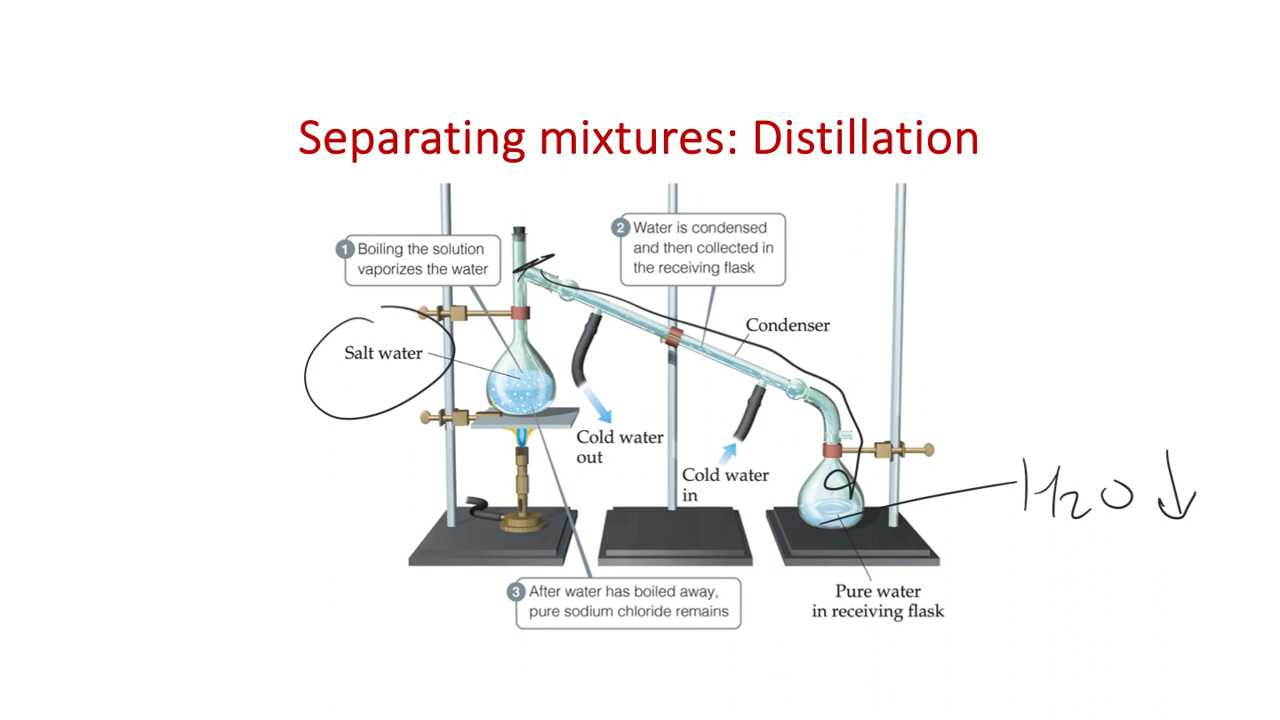 Separating mixtures: Distillation
1 Boiling the solution
vaporizes the water
2 Water is condensed
and then collected in
the receiving flask
Condenser
Salt water
Cold water
out
Cold water
in
H2O ↓
3 After water has boiled away,
pure sodium chloride remains
Pure water
in receiving flask